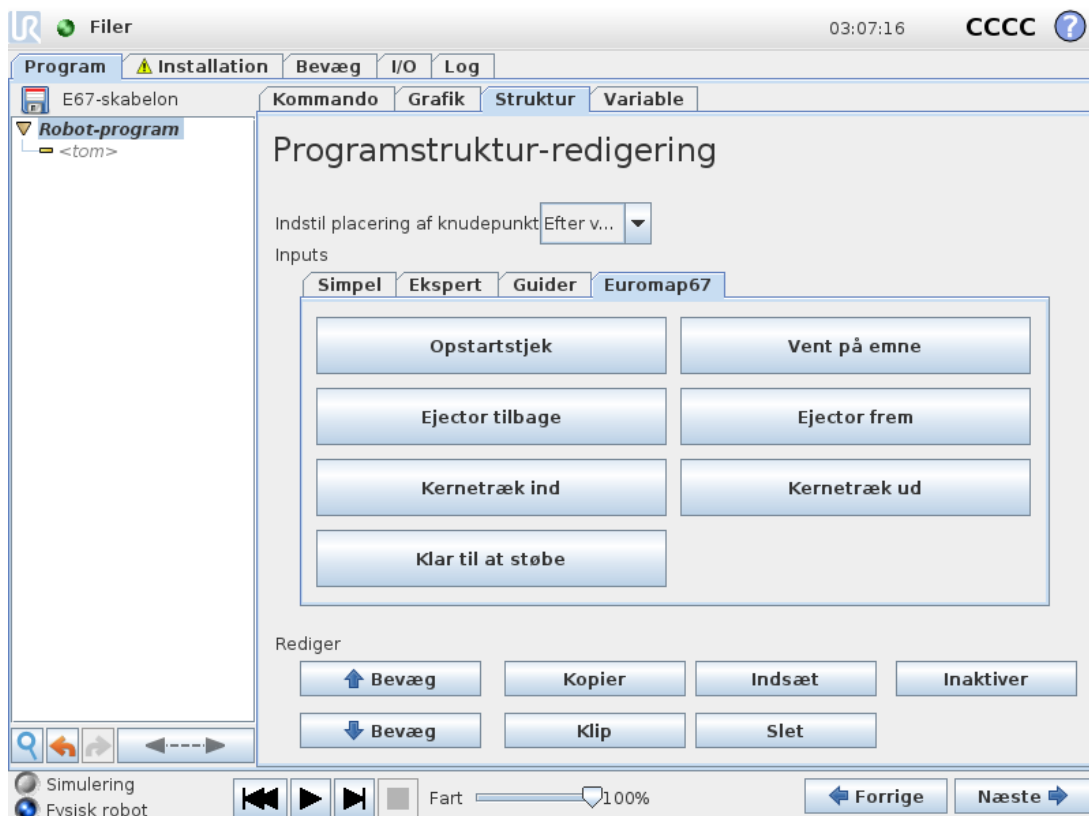 UR Filer 03:07:16 CCCC ?
Program Installation Bevæg I/O Log
E67-skabelon Kommando Grafik Struktur Variable
Robot-program
<tom>
Programstruktur-redigering
Indstil placering af knudepunkt Efter v...
Inputs
Simpel Ekspert Guider Euromap67
Opstartstjek Vent på emne
Ejector tilbage Ejector frem
Kernetræk ind Kernetræk ud
Klar til at støbe
Rediger
Bevæg Kopier Indsæt Inaktiver
Bevæg Klip Slet
Simulering
Fysisk robot
Fart 100% Forrige Næste